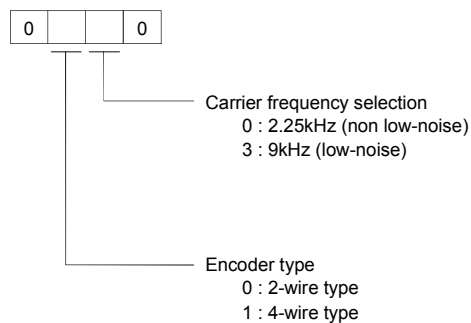 0 0
Carrier frequency selection
0 : 2.25kHz (non low-noise)
3 : 9kHz (low-noise)
Encoder type
0 : 2-wire type
1 : 4-wire type